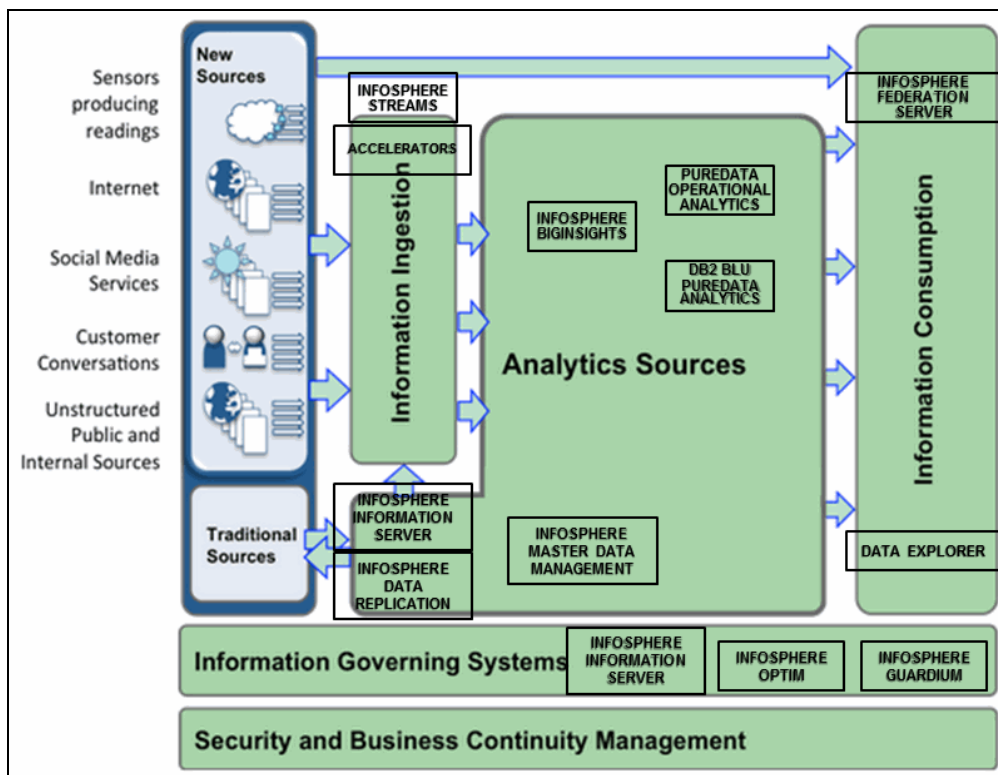 New
Sources
Sensors
producing
readings
Internet
Social Media
Services
Customer
Conversations
Unstructured
Public and
Internal Sources
Traditional
Sources
INFOSPHERE
STREAMS
ACCELERATORS
Information Ingestion
INFOSPHERE
INFORMATION
SERVER
INFOSPHERE
DATA
REPLICATION
PUREDATA
OPERATIONAL
ANALYTICS
INFOSPHERE
BIGINSIGHTS
DB2 BLU
PUREDATA
ANALYTICS
Analytics Sources
INFOSPHERE
MASTER DATA
MANAGEMENT
INFOSPHERE
FEDERATION
SERVER
Information Consumption
DATA EXPLORER
Information Governing Systems
INFOSPHERE
INFORMATION
SERVER
INFOSPHERE
OPTIM
INFOSPHERE
GUARDIUM
Security and Business Continuity Management